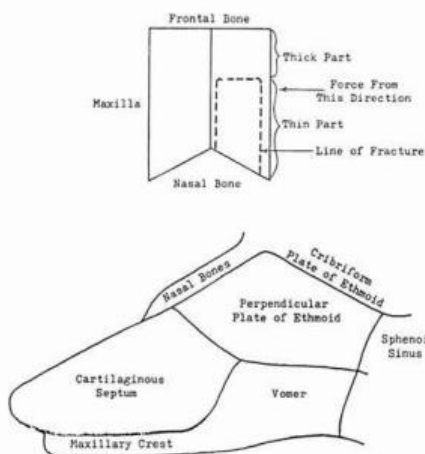 Frontal Bone
Thick Part
Maxilla
Force From
This Direction
Thin Part
Line of Fracture
Nasal Bone
Nasal Bones
Cribriform
Plate of Ethmoid
Perpendicular
Plate of Ethmoid
Sphenoi
Sinus
Cartilaginous
Septum
Vomer
Maxillary Crest